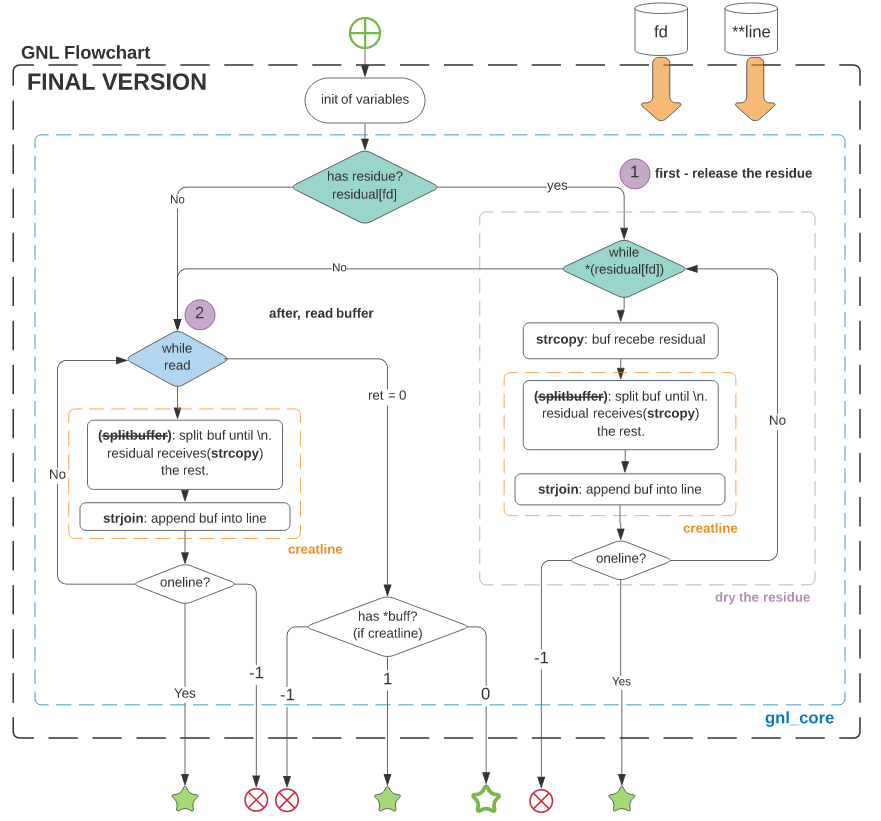 fd
**line
GNL Flowchart
FINAL VERSION
init of variables
has residue?
residual[fd]
1
first - release the residue
yes
No
while
*(residual[fd])
No
2
after, read buffer
strcopy: buf recebe residual
while
read
ret = 0
(splitbuffer): split buf until \n.
residual receives(strcopy)
the rest.
No
(splitbuffer): split buf until \n.
residual receives(strcopy)
the rest.
No
strjoin: append buf into line
strjoin: append buf into line
creatline
creatline
oneline?
oneline?
dry the residue
has *buff?
(if creatline)
-1
-1
1
Yes
Yes
-1
0
gnl_core